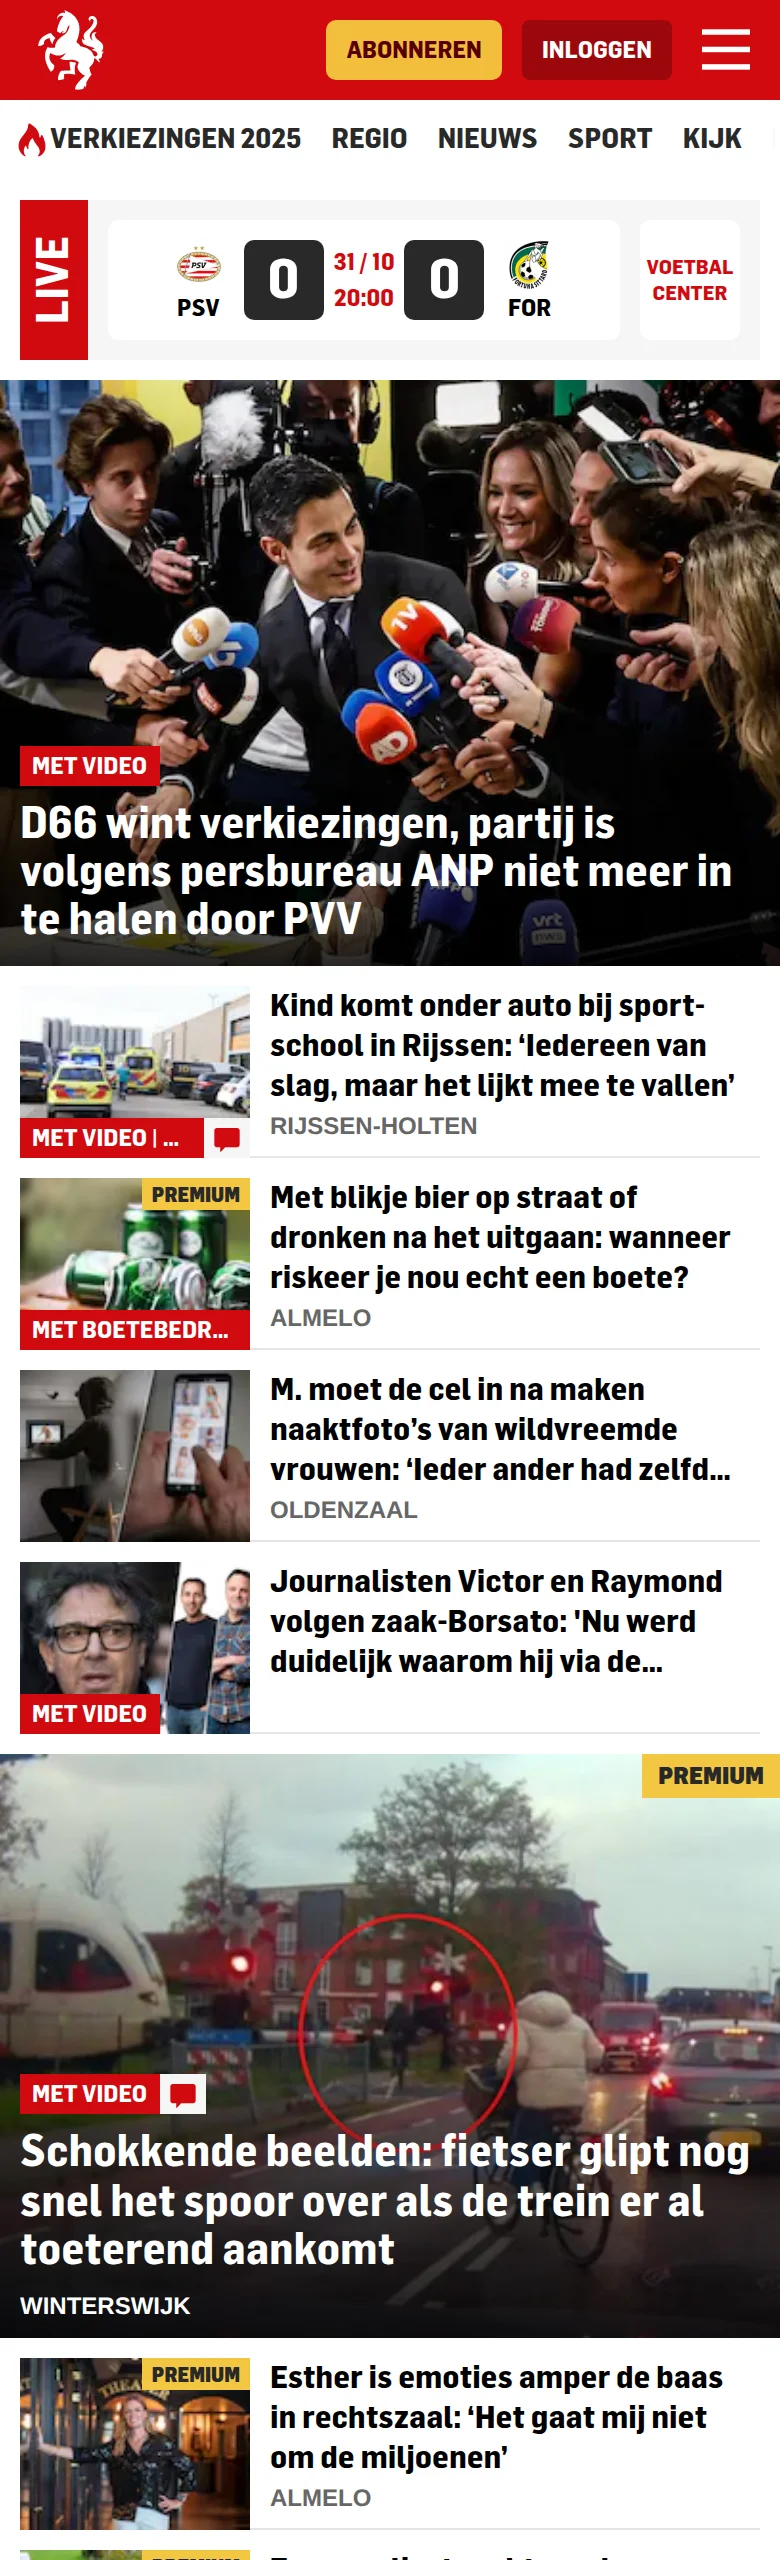 ABONNEREN
INLOGGEN
VERKIEZINGEN 2025 REGIO NIEUWS SPORT KIJK
LIVE
PSV
0
31 / 10
20:00
0
FOR
VOETBAL
CENTER
MET VIDEO
D66 wint verkiezingen, partij is
volgens persbureau ANP niet meer in
te halen door PVV
AD
vrt
nws
Kind komt onder auto bij sport-
school in Rijssen: ‘Iedereen van
slag, maar het lijkt mee te vallen’
RIJSSEN-HOLTEN
MET VIDEO | ...
PREMIUM
Met blikje bier op straat of
dronken na het uitgaan: wanneer
riskeer je nou echt een boete?
ALMELO
MET BOETEBEDR...
M. moet de cel in na maken
naaktfoto’s van wildvreemde
vrouwen: ‘Ieder ander had zelfd...
OLDENZAAL
Journalisten Victor en Raymond
volgen zaak-Borsato: 'Nu werd
duidelijk waarom hij via de...
MET VIDEO
PREMIUM
MET VIDEO
Schokkende beelden: fietser glipt nog
snel het spoor over als de trein er al
toeterend aankomt
WINTERSWIJK
PREMIUM
Esther is emoties amper de baas
in rechtszaal: ‘Het gaat mij niet
om de miljoenen’
ALMELO